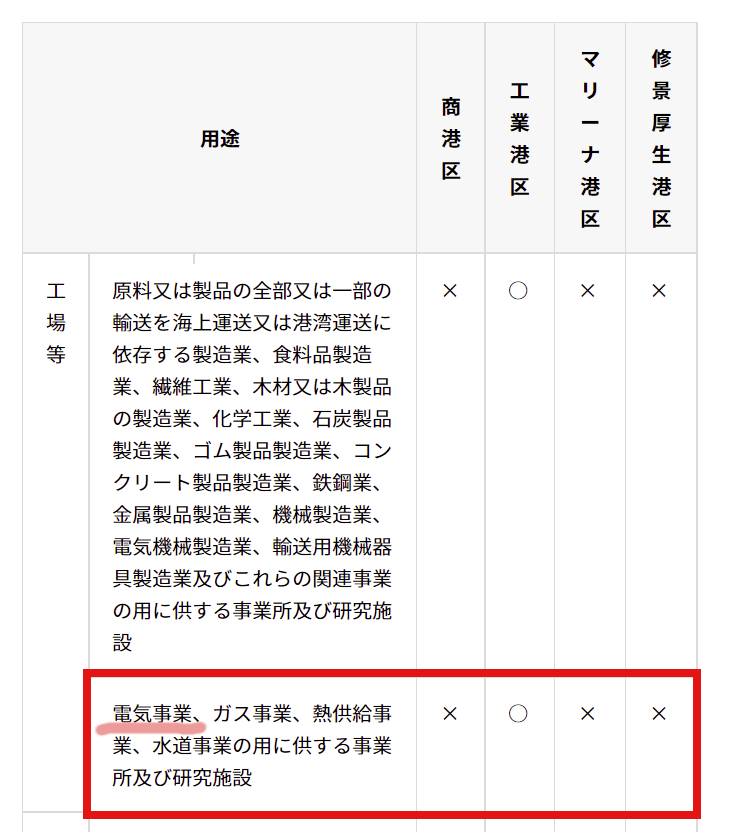 用途
商港区
工業港区
マリーナ港区
修景厚生港区
工場等
原料又は製品の全部又は一部の
輸送を海上運送又は港湾運送に
依存する製造業、食料品製造
業、繊維工業、木材又は木製品
の製造業、化学工業、石炭製品
製造業、ゴム製品製造業、コン
クリート製品製造業、鉄鋼業、
金属製品製造業、機械製造業、
電気機械製造業、輸送用機械器
具製造業及びこれらの関連事業
の用に供する事業所及び研究施
設
× ○ × ×
電気事業、ガス事業、熱供給事
業、水道事業の用に供する事業
所及び研究施設
× ○ × ×